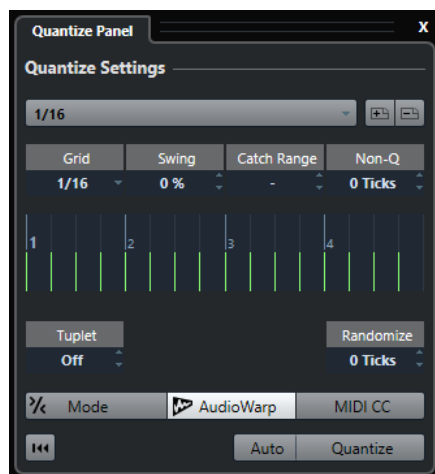 Quantize Panel X
Quantize Settings
1/16
Grid Swing Catch Range Non-Q
1/16 0 % - 0 Ticks
1 2 3 4
Tuplet Randomize
Off 0 Ticks
Mode AudioWarp MIDI CC
Auto Quantize